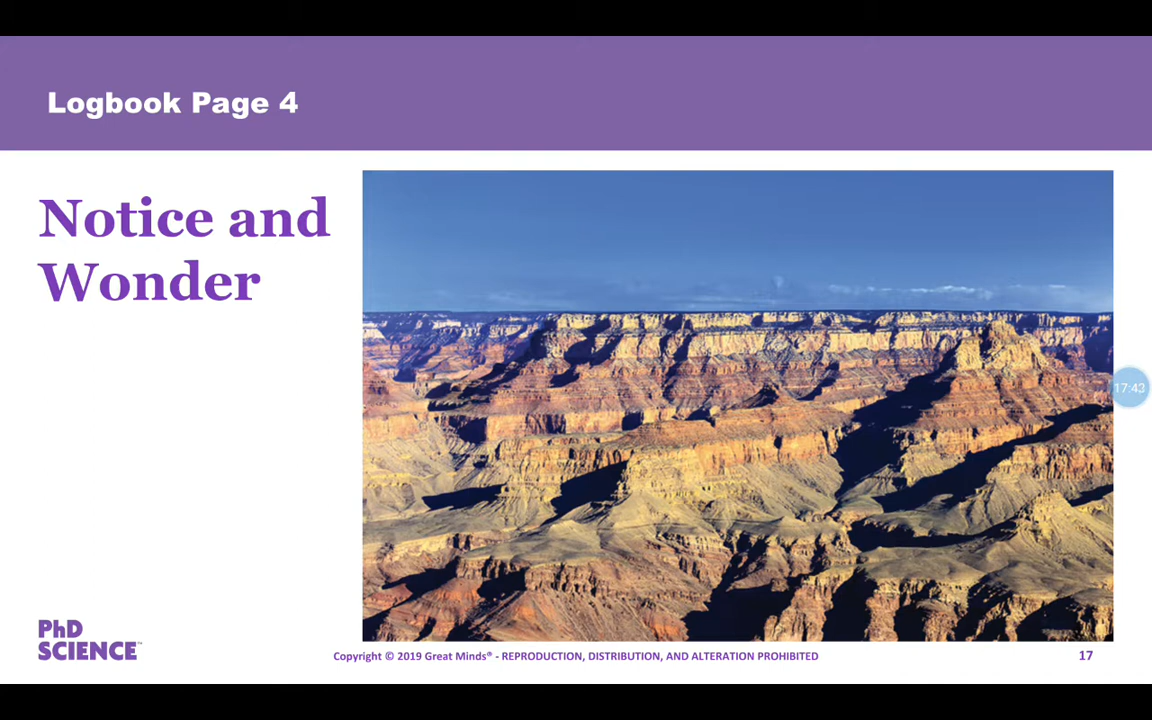 Logbook Page 4
Notice and
Wonder
17:43
PhD
SCIENCE™
Copyright © 2019 Great Minds® - REPRODUCTION, DISTRIBUTION, AND ALTERATION PROHIBITED
17